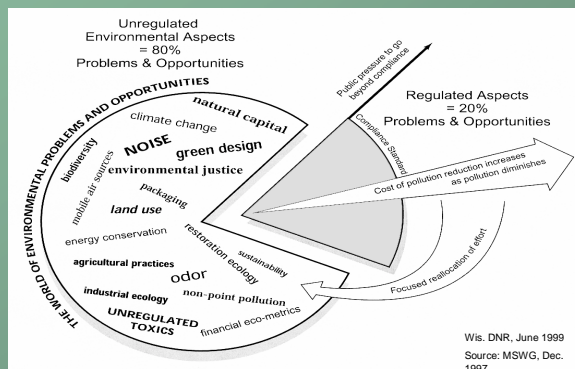 Unregulated
Environmental Aspects
= 80%
Problems & Opportunities
THE WORLD OF ENVIRONMENTAL PROBLEMS AND OPPORTUNITIES
natural capital
climate change
biodiversity
NOISE
green design
mobile air sources
environmental justice
packaging
land use
restoration ecology
energy conservation
sustainability
agricultural practices
odor
industrial ecology
non-point pollution
UNREGULATED
TOXICS
financial eco-metrics
Public pressure to go
beyond compliance
Regulated Aspects
= 20%
Problems & Opportunities
Compliance Standard
Cost of pollution reduction increases
as pollution diminishes
Focused reallocation of effort
Wis. DNR, June 1999
Source: MSWG, Dec.
1997